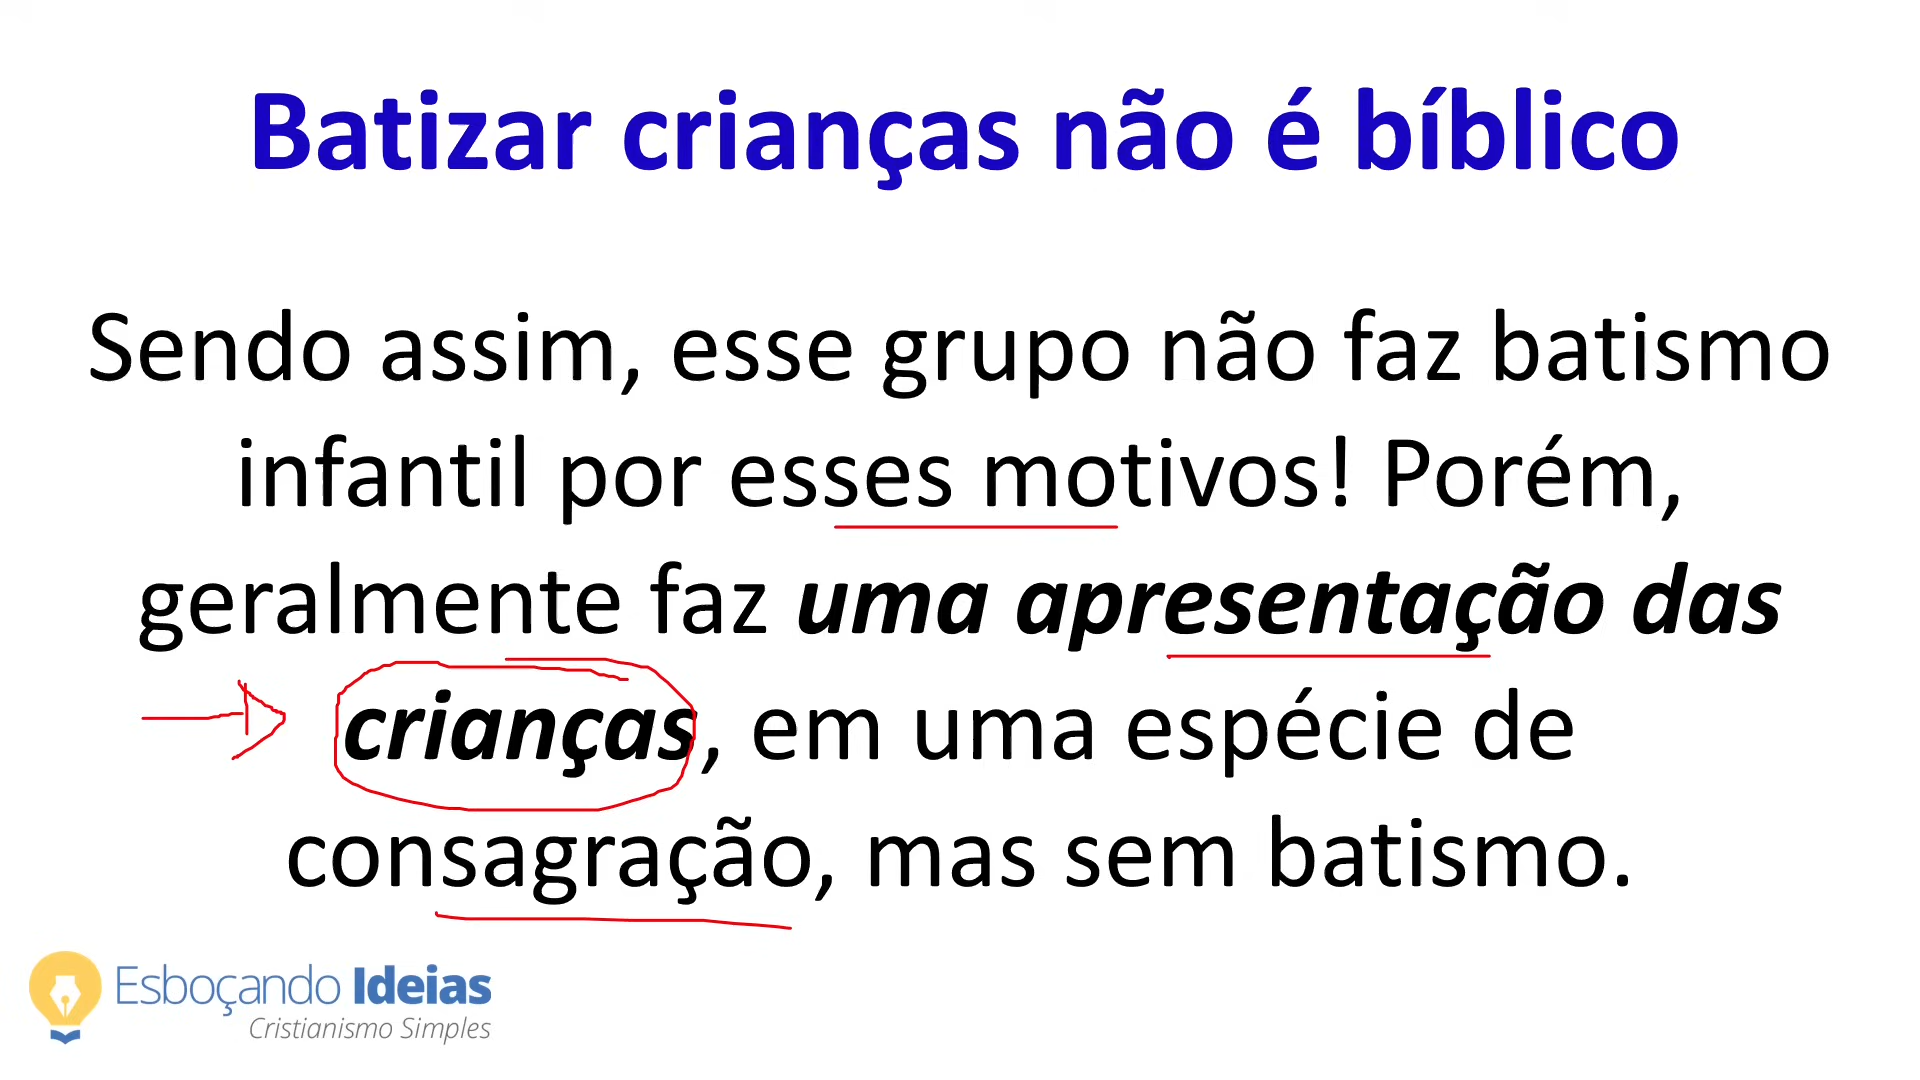 Batizar crianças não é bíblico
Sendo assim, esse grupo não faz batismo
infantil por esses motivos! Porém,
geralmente faz uma apresentação das
crianças, em uma espécie de
consagração, mas sem batismo.
Esboçando Ideias
Cristianismo Simples